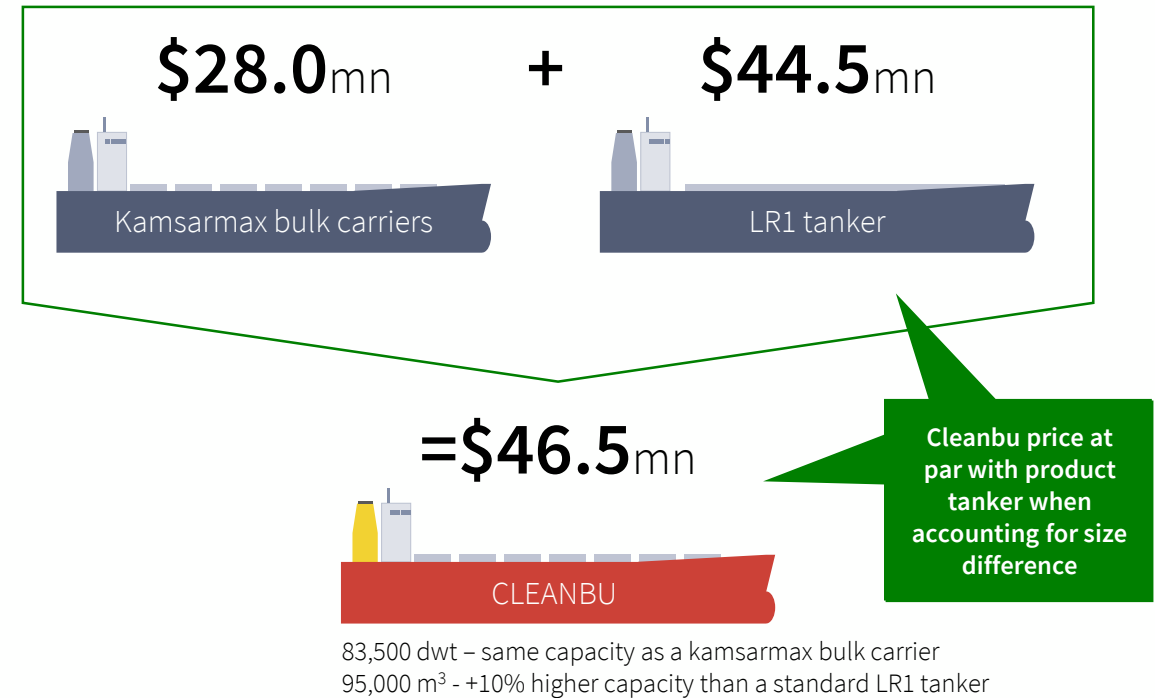 $28.0mn + $44.5mn
Kamsarmax bulk carriers
LR1 tanker
=$46.5mn
Cleanbu price at
par with product
tanker when
accounting for size
difference
CLEANBU
83,500 dwt – same capacity as a kamsarmax bulk carrier
95,000 m³ - +10% higher capacity than a standard LR1 tanker